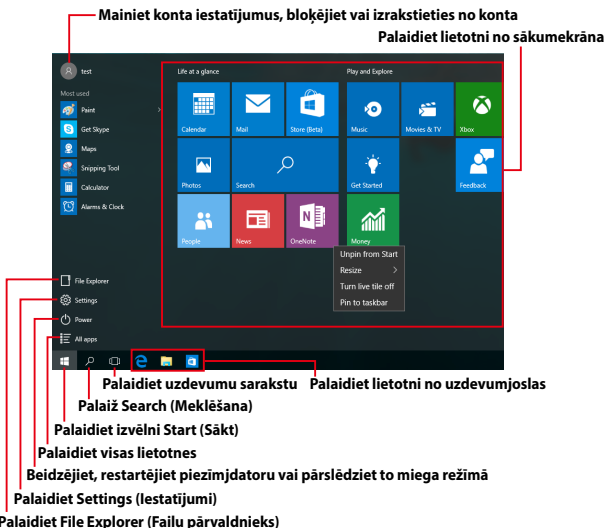 Mainiet konta iestatījumus, bloķējiet vai izrakstieties no konta
Palaidiet lietotni no sākumekrāna
test
Life at a glance
Play and Explore
Most used
Paint
Get Skype
Maps
Snipping Tool
Calculator
Alarms & Clock
Calendar
Mail
Store (Beta)
Music
Movies & TV
Xbox
Photos
Search
Get Started
Feedback
People
News
OneNote
Money
Unpin from Start
Resize
Turn live tile off
Pin to taskbar
File Explorer
Settings
Power
All apps
Palaidiet uzdevumu sarakstu
Palaidiet lietotni no uzdevumjoslas
Palaiž Search (Meklēšana)
Palaidiet izvēlni Start (Sākt)
Palaidiet visas lietotnes
Beidzējiet, restartējiet piezīmjdatoru vai pārslēdziet to miega režīmā
Palaidiet Settings (Iestatījumi)
Palaidiet File Explorer (Failu pārvaldnieks)